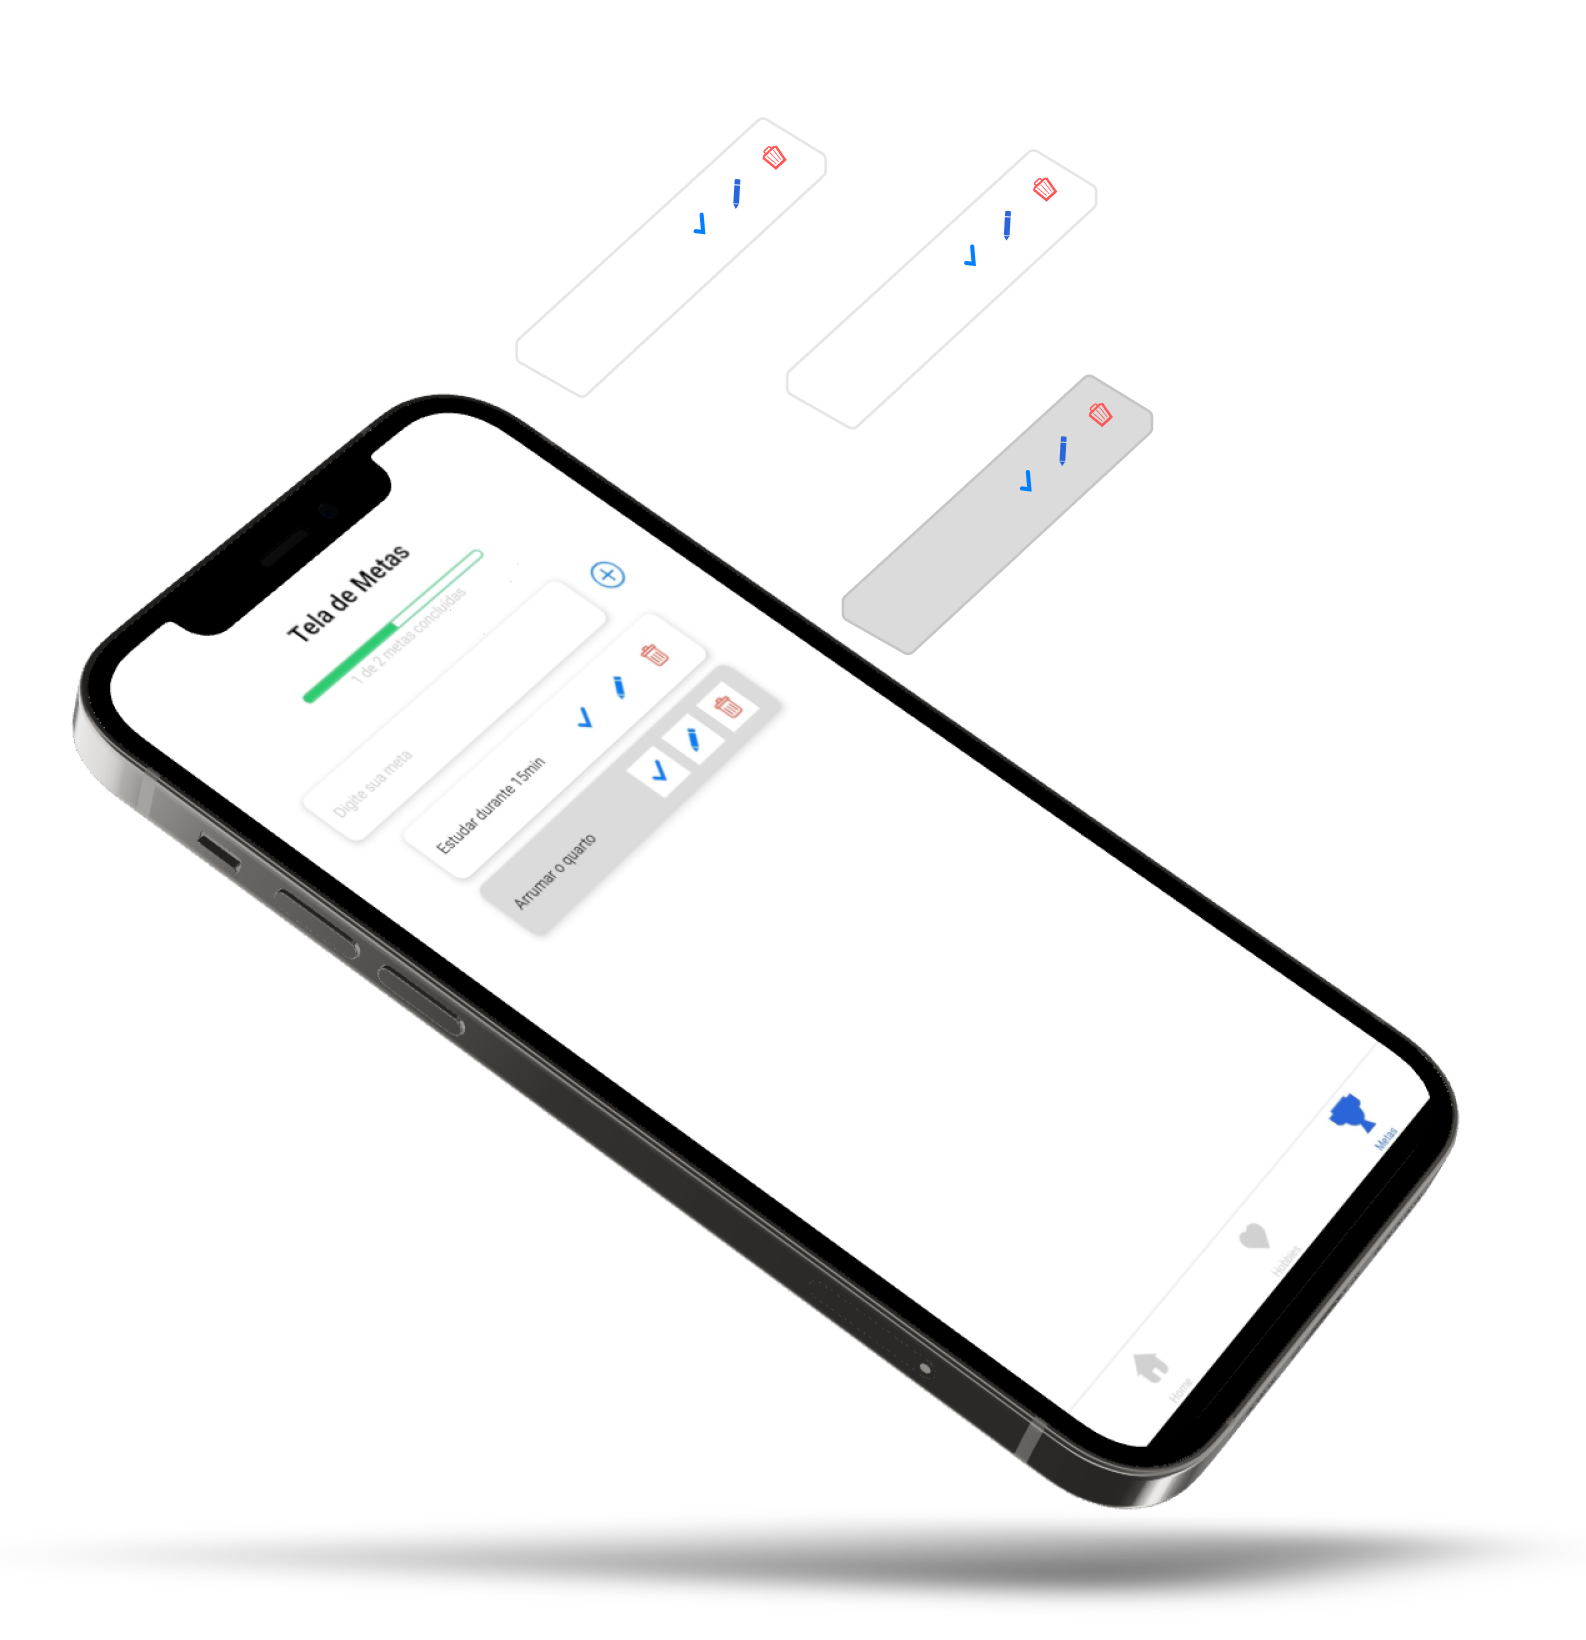 Tela de Metas
1 de 2 metas concluídas
Digite sua meta
Estudar durante 15min
Arrumar o quarto
Home
Hobbies
Metas